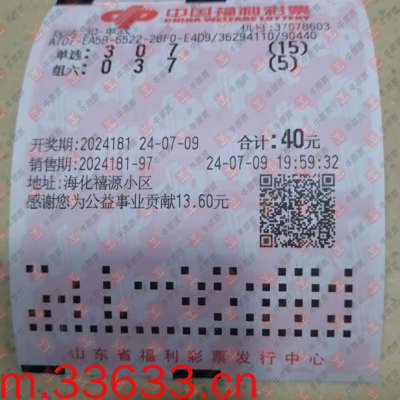 中国福利彩票
CHINA WELFARE LOTTERY
机号:37078603
单选: 3 0 7 (15)
组六: 0 3 7 (5)
开奖期:2024181 24-07-09 合计:40元
销售期:2024181-97 24-07-09 19:59:32
地址:海化禧源小区
感谢您为公益事业贡献13.60元
山东省福利彩票发行中心
m.33633.cn